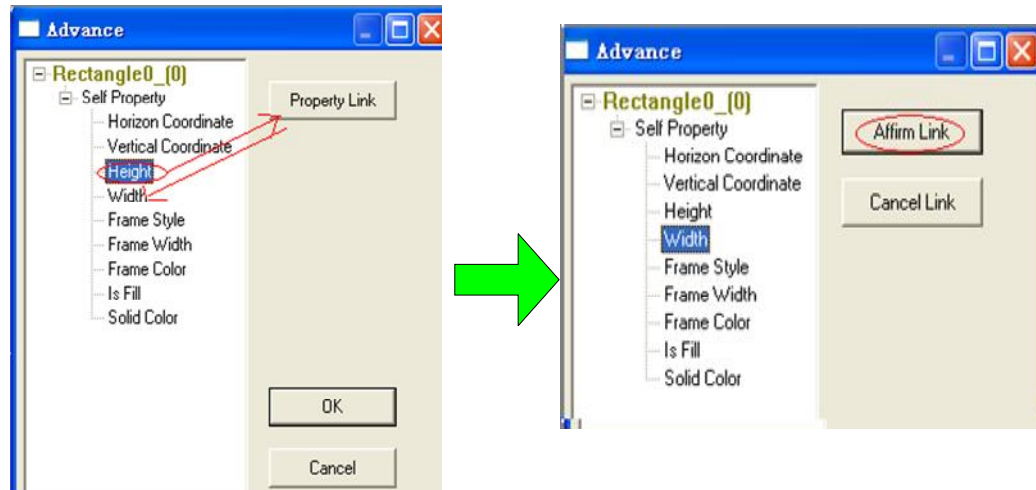 Advance
Rectangle0_(0)
Self Property
Horizon Coordinate
Vertical Coordinate
Height
Width
Frame Style
Frame Width
Frame Color
Is Fill
Solid Color
Property Link
OK
Cancel
Advance
Rectangle0_(0)
Self Property
Horizon Coordinate
Vertical Coordinate
Height
Width
Frame Style
Frame Width
Frame Color
Is Fill
Solid Color
Affirm Link
Cancel Link